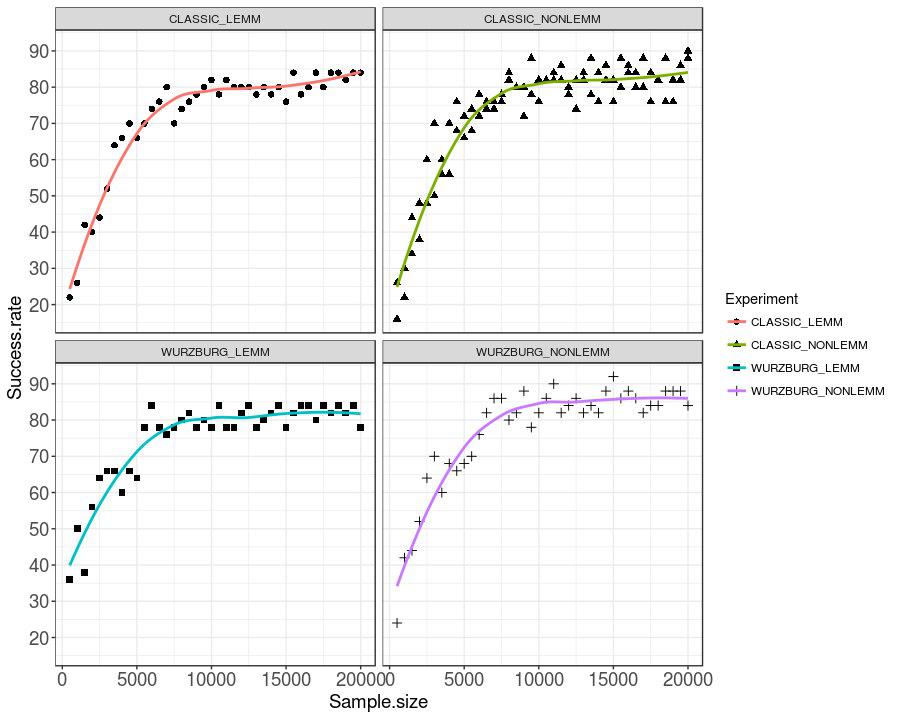 CLASSIC_LEMM
CLASSIC_NONLEMM
90
80
70
60
50
40
30
20
WURZBURG_LEMM
WURZBURG_NONLEMM
90
80
70
60
50
40
30
20
0 5000 10000 15000 20000
0 5000 10000 15000 20000
Sample.size
Success.rate
Experiment
CLASSIC_LEMM
CLASSIC_NONLEMM
WURZBURG_LEMM
WURZBURG_NONLEMM